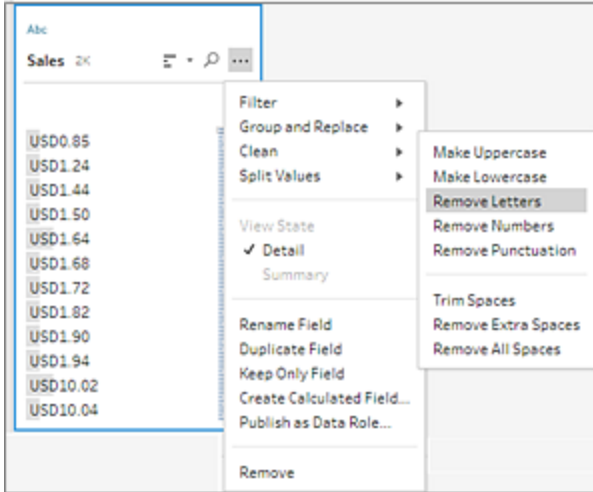 Abc
Sales 2K
USD0.85
USD1.24
USD1.44
USD1.50
USD1.64
USD1.68
USD1.72
USD1.82
USD1.90
USD1.94
USD10.02
USD10.04
Filter
Group and Replace
Clean
Split Values
View State
✓ Detail
Summary
Rename Field
Duplicate Field
Keep Only Field
Create Calculated Field...
Publish as Data Role...
Remove
Make Uppercase
Make Lowercase
Remove Letters
Remove Numbers
Remove Punctuation
Trim Spaces
Remove Extra Spaces
Remove All Spaces